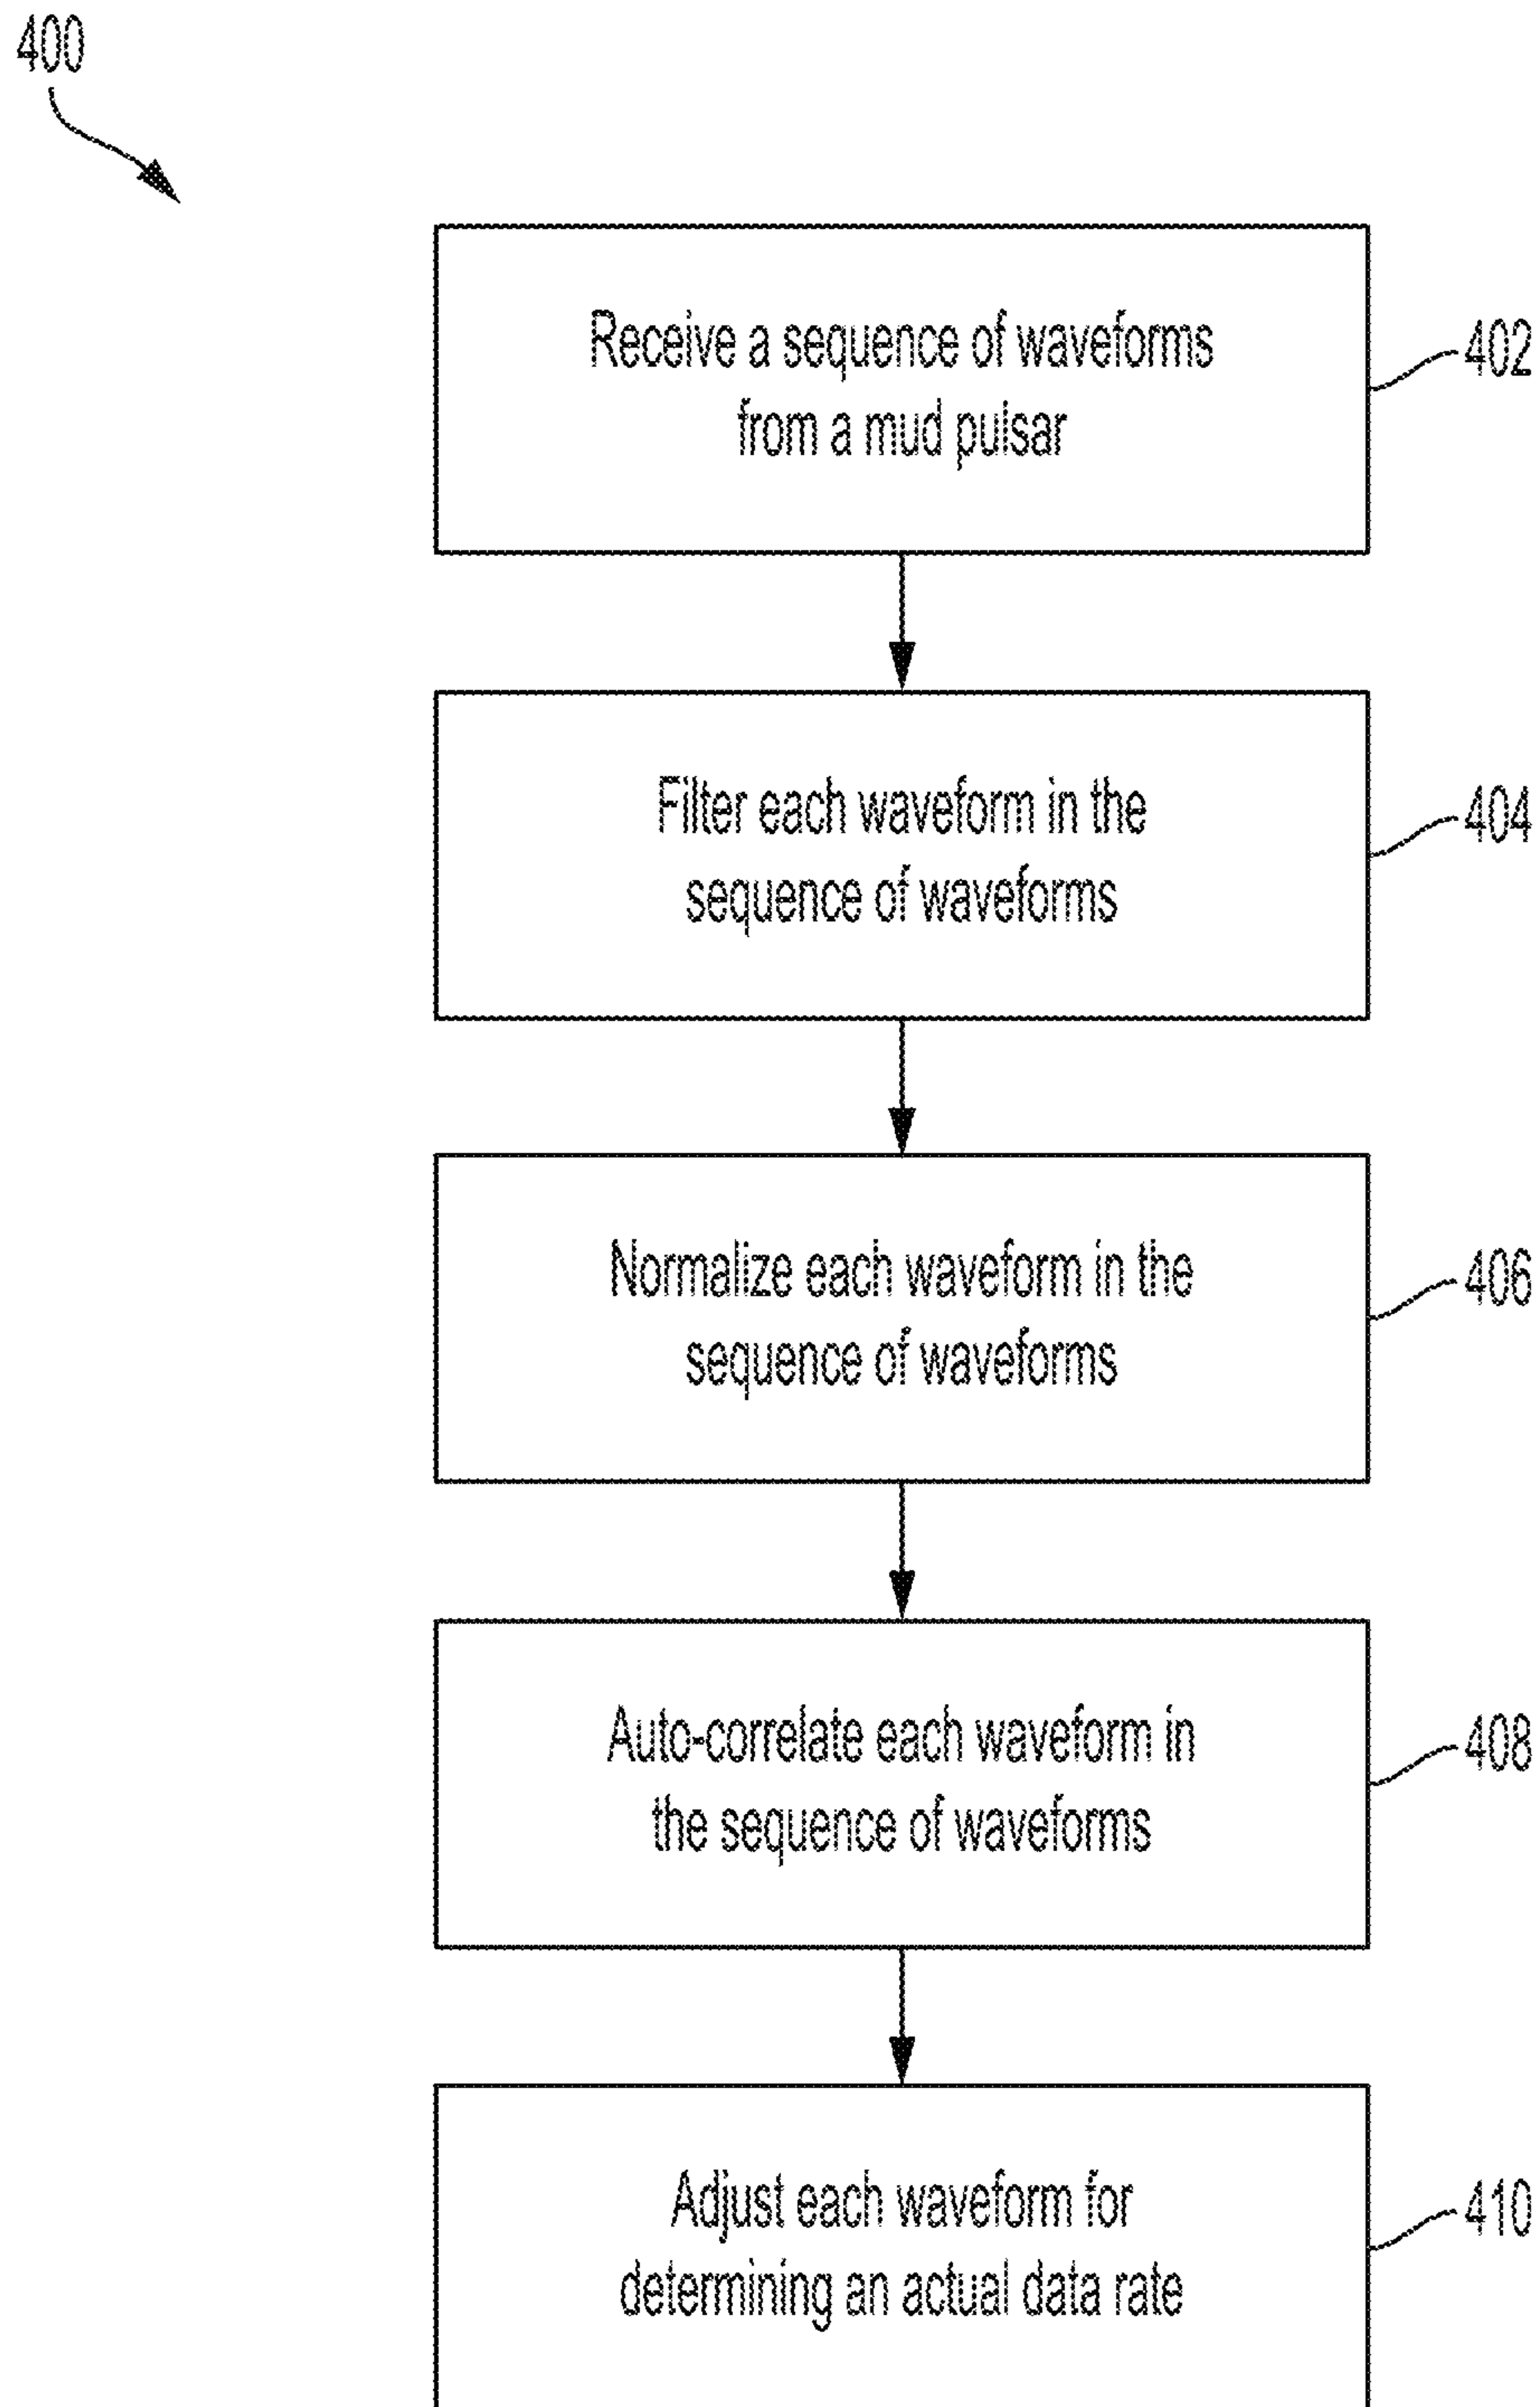 400
Receive a sequence of waveforms
from a mud pulsar
402
Filter each waveform in the
sequence of waveforms
404
Normalize each waveform in the
sequence of waveforms
406
Auto-correlate each waveform in
the sequence of waveforms
408
Adjust each waveform for
determining an actual data rate
410